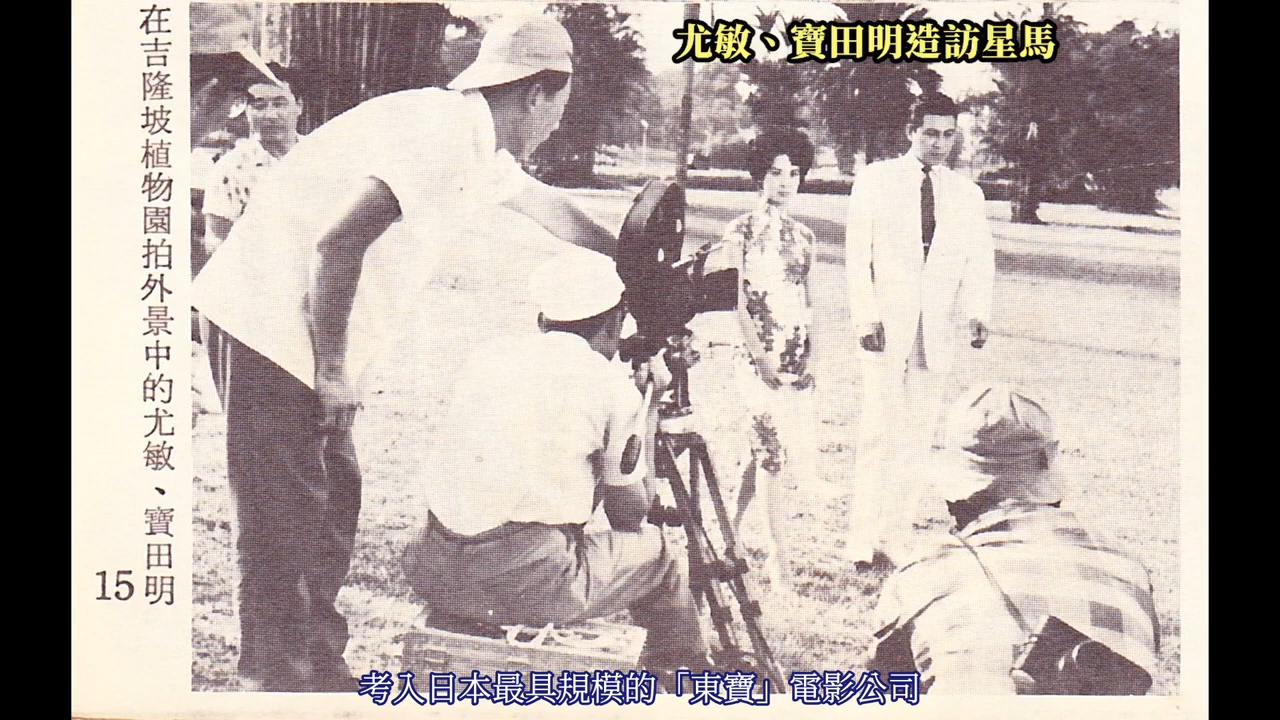 尤敏、寶田明造訪星馬
在吉隆坡植物園拍外景中的尤敏、寶田明
15
考入日本最具規模的「東寶」電影公司